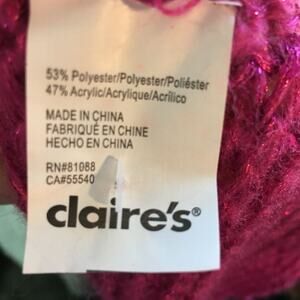 53% Polyester/Polyester/Poliéster
47% Acrylic/Acrylique/Acrílico
MADE IN CHINA
FABRIQUÉ EN CHINE
HECHO EN CHINA
RN#81088
CA#55540
claire's®